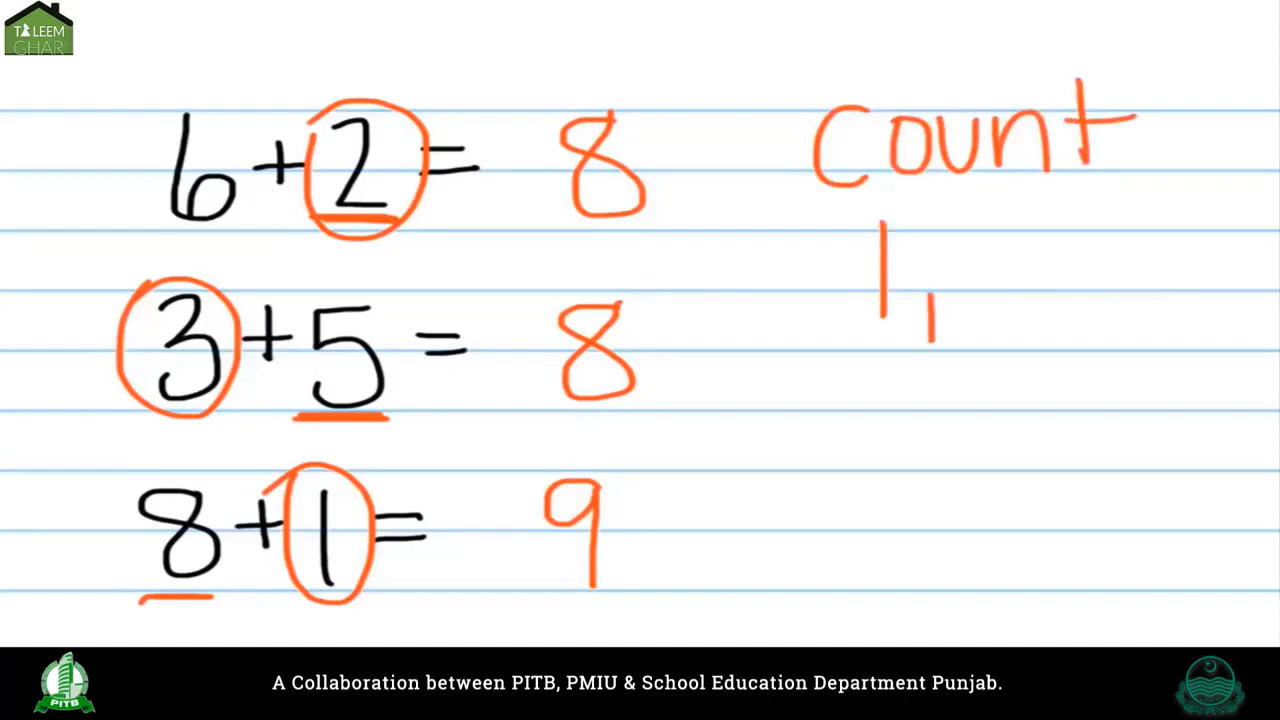 TALEEM
GHAR
6+2= 8
count
1,
3+5= 8
8+1= 9
PITB
A Collaboration between PITB, PMIU & School Education Department Punjab.